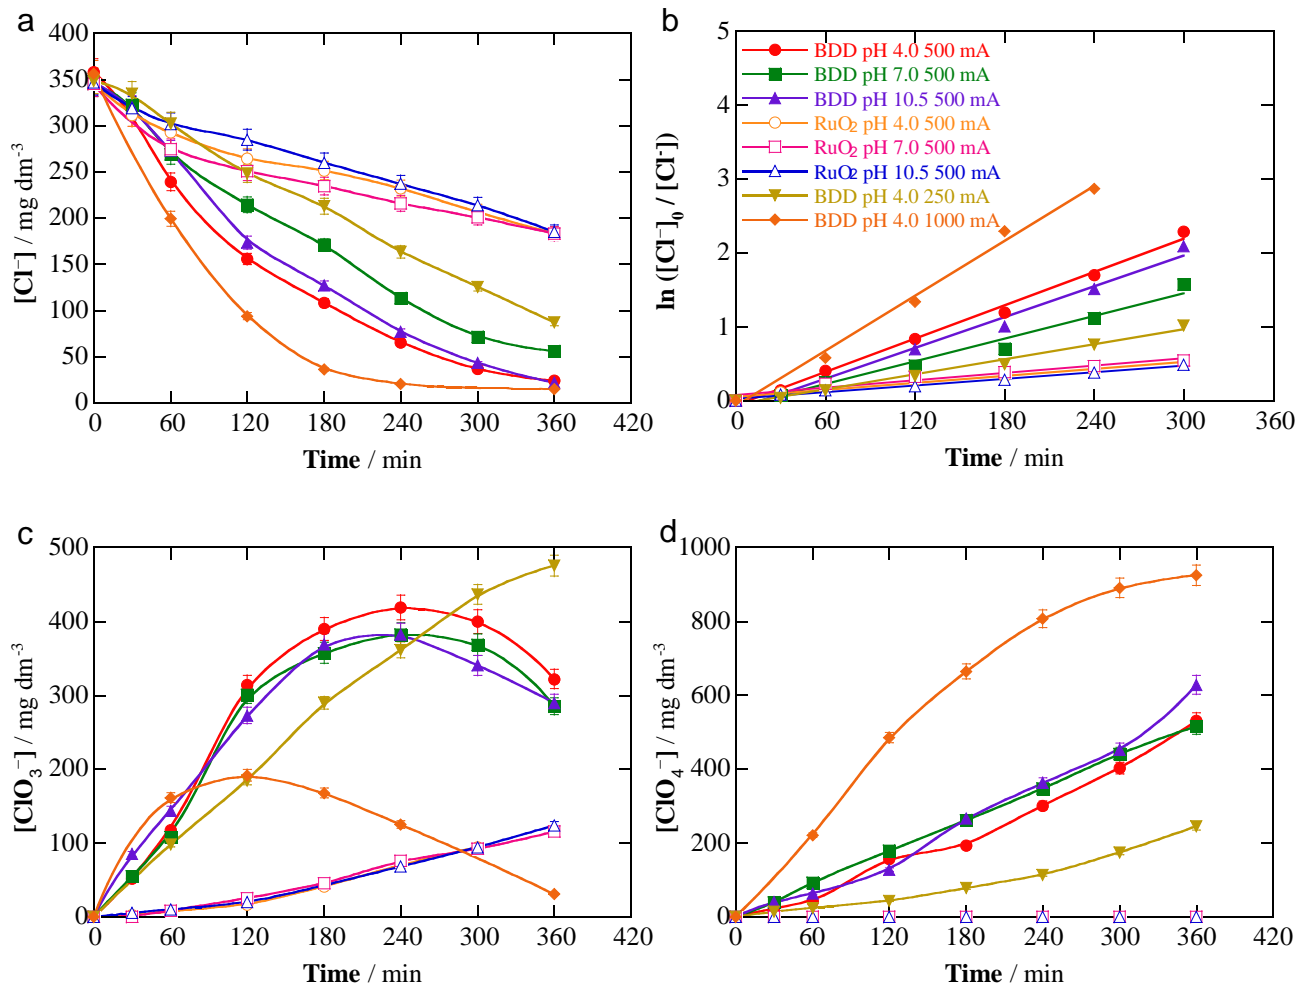 a
400
350
300
250
200
150
100
50
0
[Cl⁻] / mg dm⁻³
0 60 120 180 240 300 360 420
Time / min
b
5
4
3
2
1
0
ln ([Cl⁻]₀ / [Cl⁻])
BDD pH 4.0 500 mA
BDD pH 7.0 500 mA
BDD pH 10.5 500 mA
RuO₂ pH 4.0 500 mA
RuO₂ pH 7.0 500 mA
RuO₂ pH 10.5 500 mA
BDD pH 4.0 250 mA
BDD pH 4.0 1000 mA
0 60 120 180 240 300 360
Time / min
c
500
400
300
200
100
0
[ClO₃⁻] / mg dm⁻³
0 60 120 180 240 300 360 420
Time / min
d
1000
800
600
400
200
0
[ClO₄⁻] / mg dm⁻³
0 60 120 180 240 300 360 420
Time / min